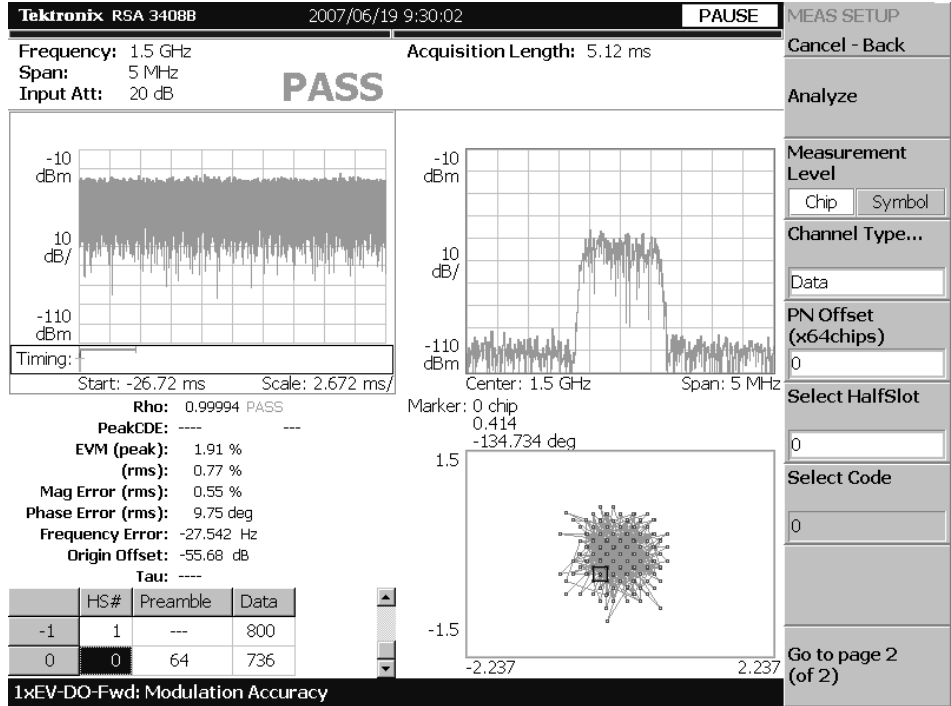 Tektronix RSA 3408B 2007/06/19 9:30:02 PAUSE
Frequency: 1.5 GHz
Span: 5 MHz
Input Att: 20 dB
PASS
Acquisition Length: 5.12 ms
-10
dBm
10
dB/
-110
dBm
Timing:
Start: -26.72 ms Scale: 2.672 ms/
-10
dBm
10
dB/
-110
dBm
Center: 1.5 GHz Span: 5 MHz
Rho: 0.99994 PASS
PeakCDE: ---- ---
EVM (peak): 1.91 %
(rms): 0.77 %
Mag Error (rms): 0.55 %
Phase Error (rms): 9.75 deg
Frequency Error: -27.542 Hz
Origin Offset: -55.68 dB
Tau: ----
HS# Preamble Data
-1 1 --- 800
0 0 64 736
Marker: 0 chip
0.414
-134.734 deg
1.5
-1.5
-2.237 2.237
1xEV-DO-Fwd: Modulation Accuracy
MEAS SETUP
Cancel - Back
Analyze
Measurement
Level
Chip Symbol
Channel Type...
Data
PN Offset
(x64chips)
0
Select HalfSlot
0
Select Code
0
Go to page 2
(of 2)